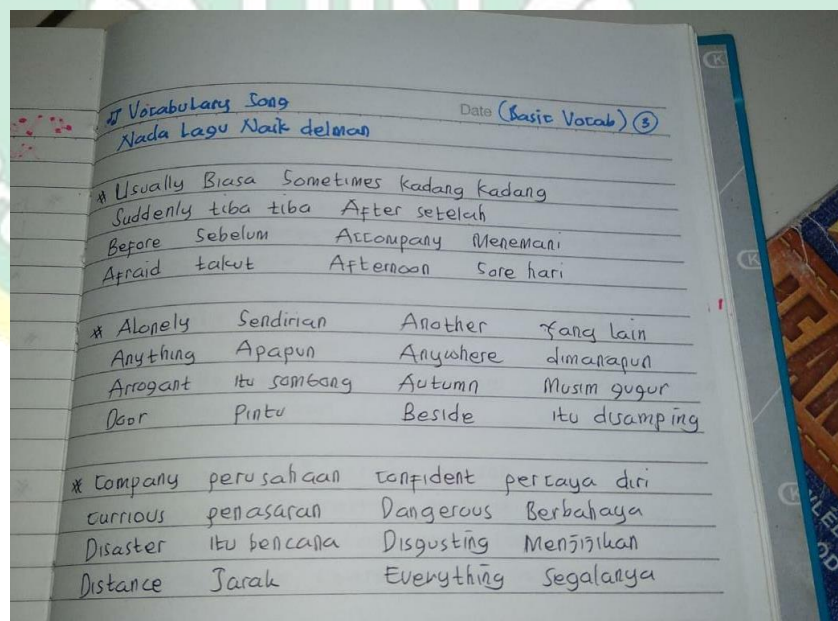 ♫ Vocabulary Song
Date (Basic Vocab) ③
Nada Lagu Naik delman
* Usually Biasa Sometimes Kadang Kadang
Suddenly tiba tiba After setelah
Before Sebelum Accompany Menemani
Afraid takut Afternoon Sore hari
* Alonely Sendirian Another Yang lain
Anything Apapun Anywhere dimanapun
Arrogant itu sombong Autumn Musim gugur
Door Pintu Beside itu disamping
* Company perusahaan confident percaya diri
currious penasaran Dangerous Berbahaya
Disaster itu bencana Disgusting Menjijikan
Distance Jarak Everything Segalanya